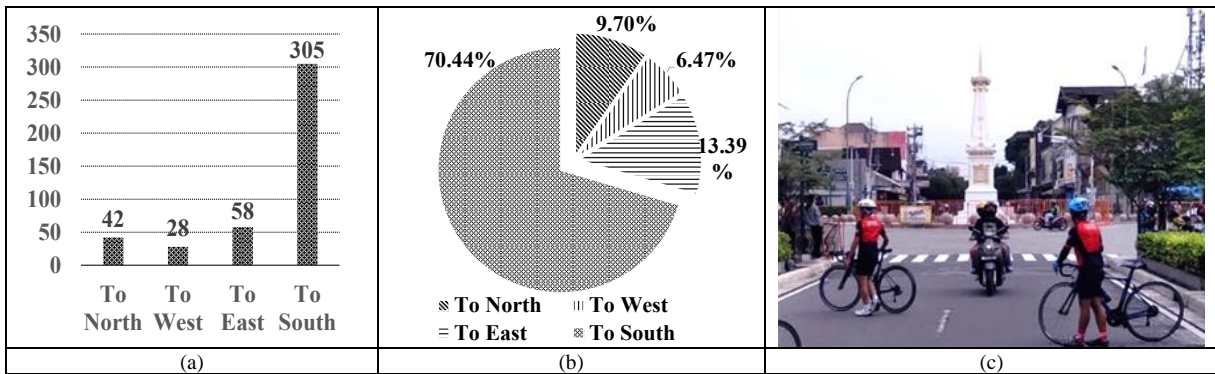 350
300
250
200
150
100
50
0
42
28
58
305
To North
To West
To East
To South
(a)
70.44%
9.70%
6.47%
13.39
%
To North
To West
To East
To South
(b)
(c)